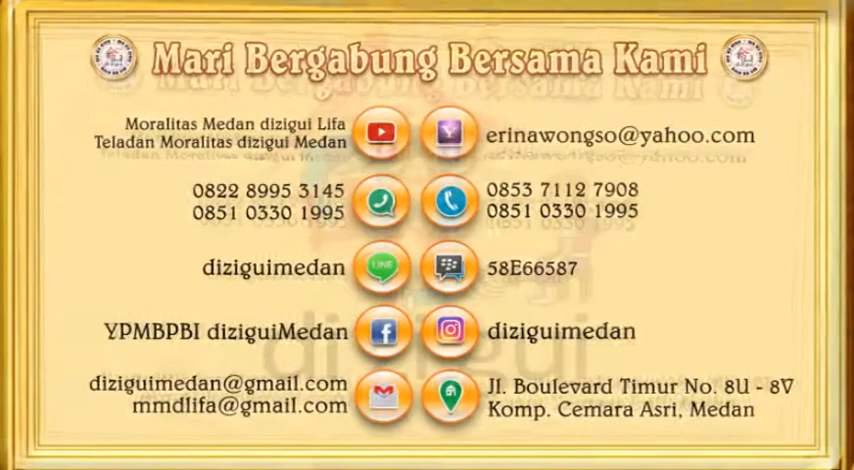 Mari Bergabung Bersama Kami
Moralitas Medan dizigui Lifa
Teladan Moralitas dizigui Medan
erinawongso@yahoo.com
0822 8995 3145
0851 0330 1995
0853 7112 7908
0851 0330 1995
diziguimedan
LINE
58E66587
YPMBPBI diziguiMedan
diziguimedan
diziguimedan@gmail.com
mmdlifa@gmail.com
Jl. Boulevard Timur No. 8U - 8V
Komp. Cemara Asri, Medan
dizigui